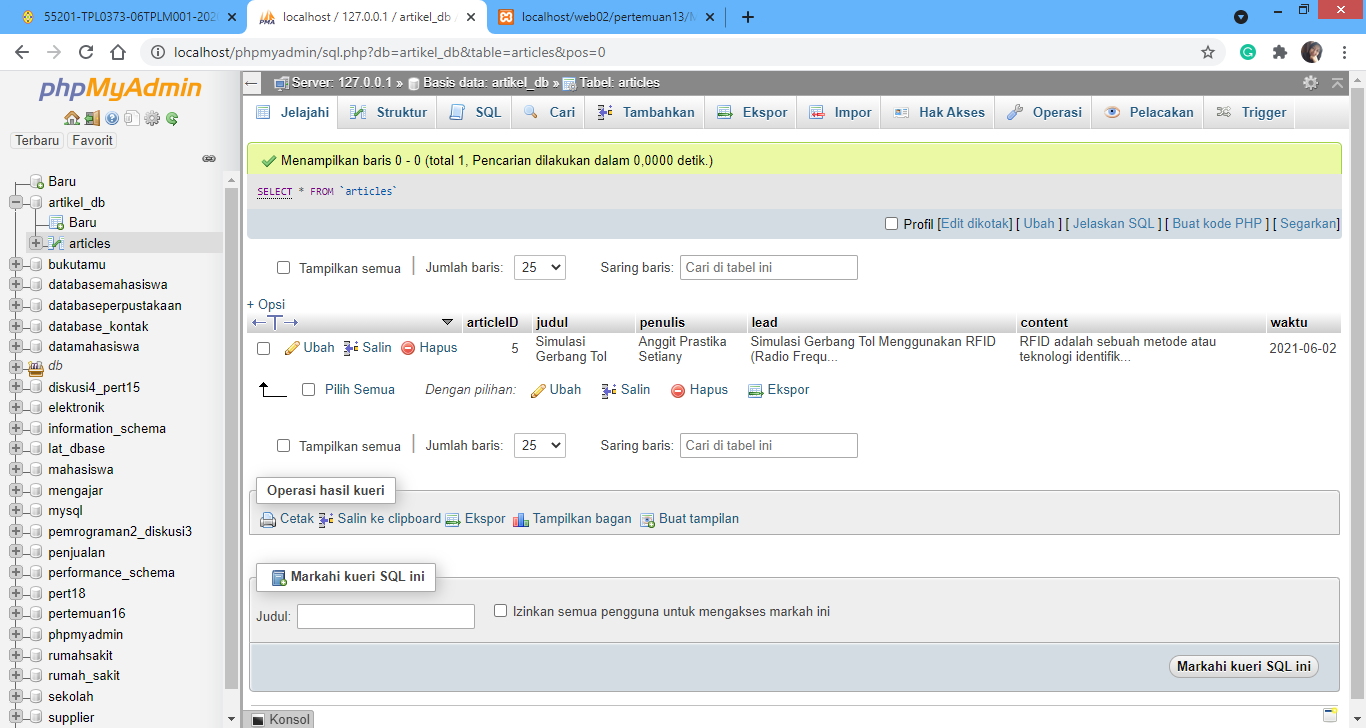 55201-TPL0373-06TPLM001-202
localhost / 127.0.0.1 / artikel_db /
localhost/web02/pertemuan13/
localhost/phpmyadmin/sql.php?db=artikel_db&table=articles&pos=0
phpMyAdmin
Terbaru Favorit
Baru
artikel_db
Baru
articles
bukutamu
databasemahasiswa
databaseperpustakaan
database_kontak
datamahasiswa
db
diskusi4_pert15
elektronik
information_schema
lat_dbase
mahasiswa
mengajar
mysql
pemrograman2_diskusi3
penjualan
performance_schema
pert18
pertemuan16
phpmyadmin
rumahsakit
rumah_sakit
sekolah
supplier
Server: 127.0.0.1 » Basis data: artikel_db » Tabel: articles
Jelajahi Struktur SQL Cari Tambahkan Ekspor Impor Hak Akses Operasi Pelacakan Trigger
Menampilkan baris 0 - 0 (total 1, Pencarian dilakukan dalam 0,0000 detik.)
SELECT * FROM `articles`
Profil [Edit dikotak] [ Ubah ] [ Jelaskan SQL ] [ Buat kode PHP ] [ Segarkan]
Tampilkan semua Jumlah baris: 25 Saring baris: Cari di tabel ini
+ Opsi
←T→ articleID judul penulis lead content waktu
Ubah Salin Hapus 5 Simulasi Gerbang Tol Anggit Prastika Setiany Simulasi Gerbang Tol Menggunakan RFID (Radio Frequ... RFID adalah sebuah metode atau teknologi identifik... 2021-06-02
Pilih Semua Dengan pilihan: Ubah Salin Hapus Ekspor
Tampilkan semua Jumlah baris: 25 Saring baris: Cari di tabel ini
Operasi hasil kueri
Cetak Salin ke clipboard Ekspor Tampilkan bagan Buat tampilan
Markahi kueri SQL ini
Judul: Izinkan semua pengguna untuk mengakses markah ini
Markahi kueri SQL ini
Konsol